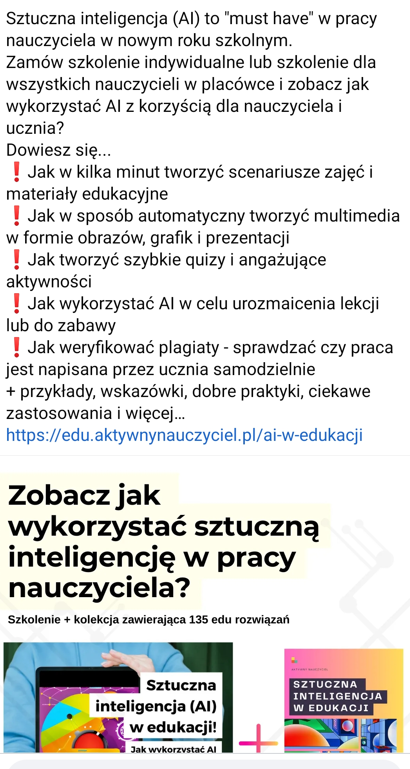 Sztuczna inteligencja (AI) to "must have" w pracy
nauczyciela w nowym roku szkolnym.
Zamów szkolenie indywidualne lub szkolenie dla
wszystkich nauczycieli w placówce i zobacz jak
wykorzystać AI z korzyścią dla nauczyciela i
ucznia?
Dowiesz się...
❗Jak w kilka minut tworzyć scenariusze zajęć i
materiały edukacyjne
❗Jak w sposób automatyczny tworzyć multimedia
w formie obrazów, grafik i prezentacji
❗Jak tworzyć szybkie quizy i angażujące
aktywności
❗Jak wykorzystać AI w celu urozmaicenia lekcji
lub do zabawy
❗Jak weryfikować plagiaty - sprawdzać czy praca
jest napisana przez ucznia samodzielnie
+ przykłady, wskazówki, dobre praktyki, ciekawe
zastosowania i więcej…
https://edu.aktywnynauczyciel.pl/ai-w-edukacji
Zobacz jak
wykorzystać sztuczną
inteligencję w pracy
nauczyciela?
Szkolenie + kolekcja zawierająca 135 edu rozwiązań
Sztuczna
inteligencja (AI)
w edukacji!
Jak wykorzystać AI
SZTUCZNA
INTELIGENCJA
W EDUKACJI